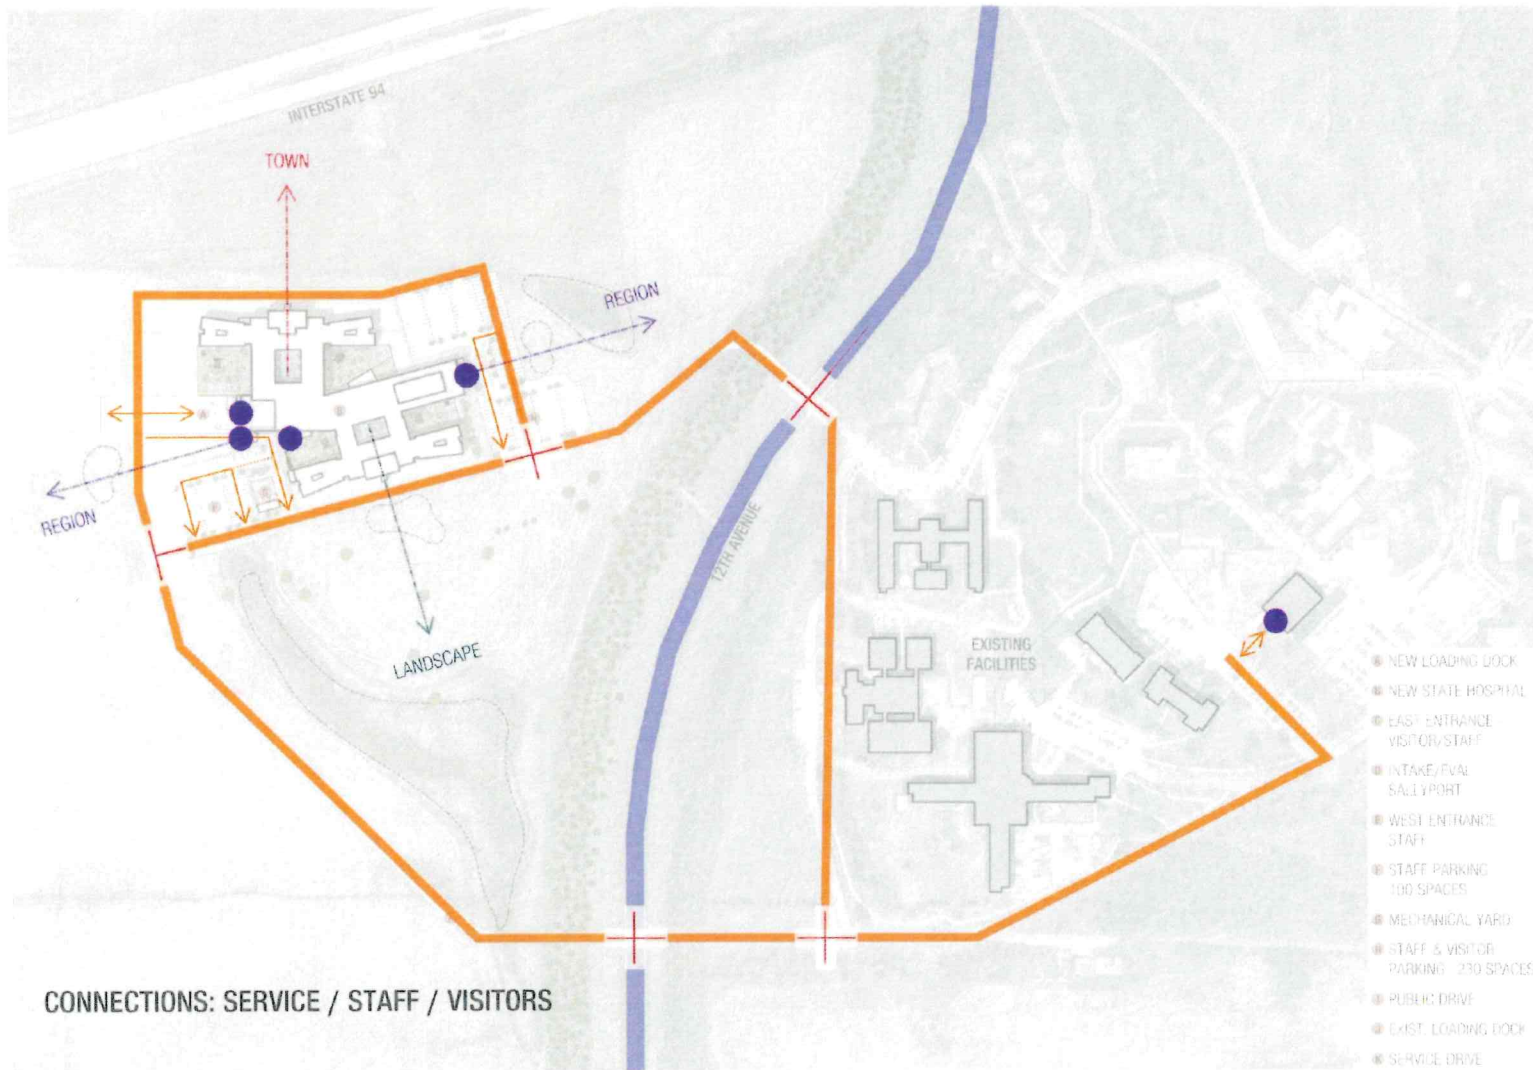 INTERSTATE 94
TOWN
REGION
REGION
LANDSCAPE
12TH AVENUE
EXISTING
FACILITIES
A NEW LOADING DOCK
B NEW STATE HOSPITAL
C EAST ENTRANCE
VISITOR/STAFF
D INTAKE/EVAL
SALLYPORT
E WEST ENTRANCE
STAFF
F STAFF PARKING
100 SPACES
G MECHANICAL YARD
H STAFF & VISITOR
PARKING 230 SPACES
PUBLIC DRIVE
J EXIST. LOADING DOCK
K SERVICE DRIVE
CONNECTIONS: SERVICE / STAFF / VISITORS